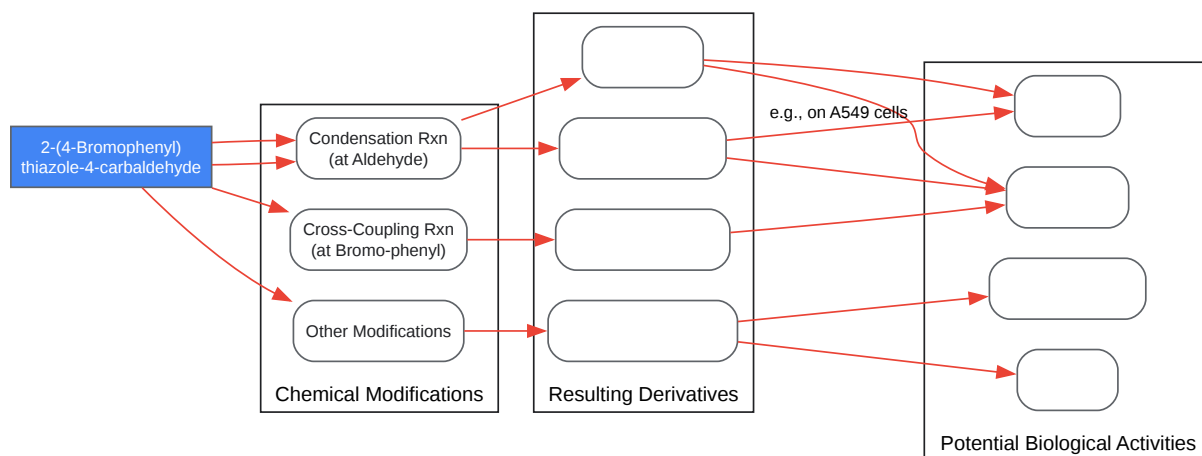 2-(4-Bromophenyl)
thiazole-4-carbaldehyde
Condensation Rxn
(at Aldehyde)
Cross-Coupling Rxn
(at Bromo-phenyl)
Other Modifications
Chemical Modifications
Resulting Derivatives
e.g., on A549 cells
Potential Biological Activities